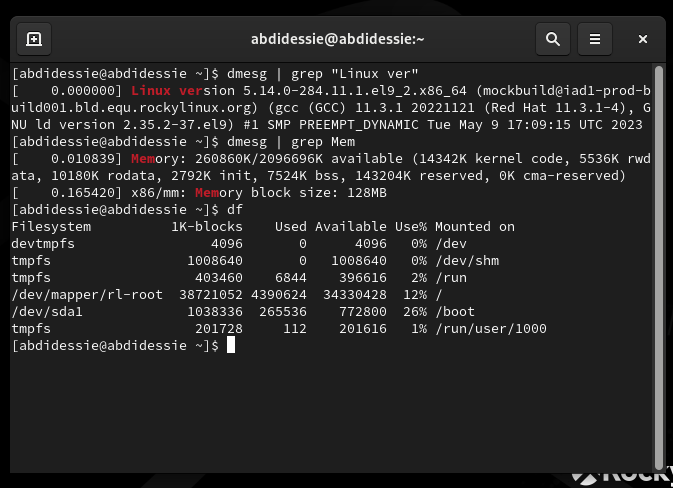 abdidessie@abdidessie:~
[abdidessie@abdidessie ~]$ dmesg | grep "Linux ver"
[    0.000000] Linux version 5.14.0-284.11.1.el9_2.x86_64 (mockbuild@iad1-prod-b
uild001.bld.equ.rockylinux.org) (gcc (GCC) 11.3.1 20221121 (Red Hat 11.3.1-4), G
NU ld version 2.35.2-37.el9) #1 SMP PREEMPT_DYNAMIC Tue May 9 17:09:15 UTC 2023
[abdidessie@abdidessie ~]$ dmesg | grep Mem
[    0.010839] Memory: 260860K/2096696K available (14342K kernel code, 5536K rwd
ata, 10180K rodata, 2792K init, 7524K bss, 143204K reserved, 0K cma-reserved)
[    0.165420] x86/mm: Memory block size: 128MB
[abdidessie@abdidessie ~]$ df
Filesystem          1K-blocks    Used Available Use% Mounted on
devtmpfs                 4096       0      4096   0% /dev
tmpfs                 1008640       0   1008640   0% /dev/shm
tmpfs                  403460    6844    396616   2% /run
/dev/mapper/rl-root  38721052 4390624  34330428  12% /
/dev/sda1             1038336  265536    772800  26% /boot
tmpfs                  201728     112    201616   1% /run/user/1000
[abdidessie@abdidessie ~]$
Rocky